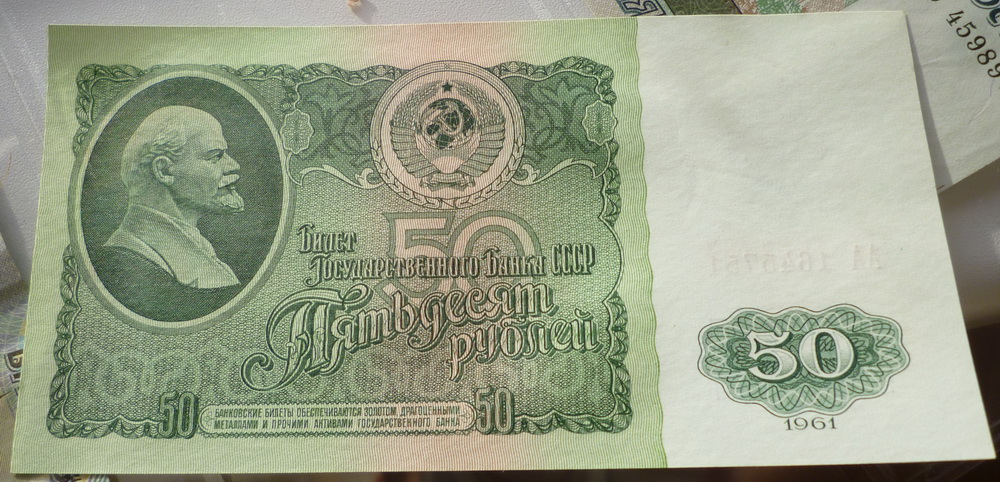 45989
50
Билет
Государственного Банка СССР
Пятьдесят
рублей
50
БАНКОВСКИЕ БИЛЕТЫ ОБЕСПЕЧИВАЮТСЯ ЗОЛОТОМ, ДРАГОЦЕННЫМИ
МЕТАЛЛАМИ И ПРОЧИМИ АКТИВАМИ ГОСУДАРСТВЕННОГО БАНКА
50
50
1961